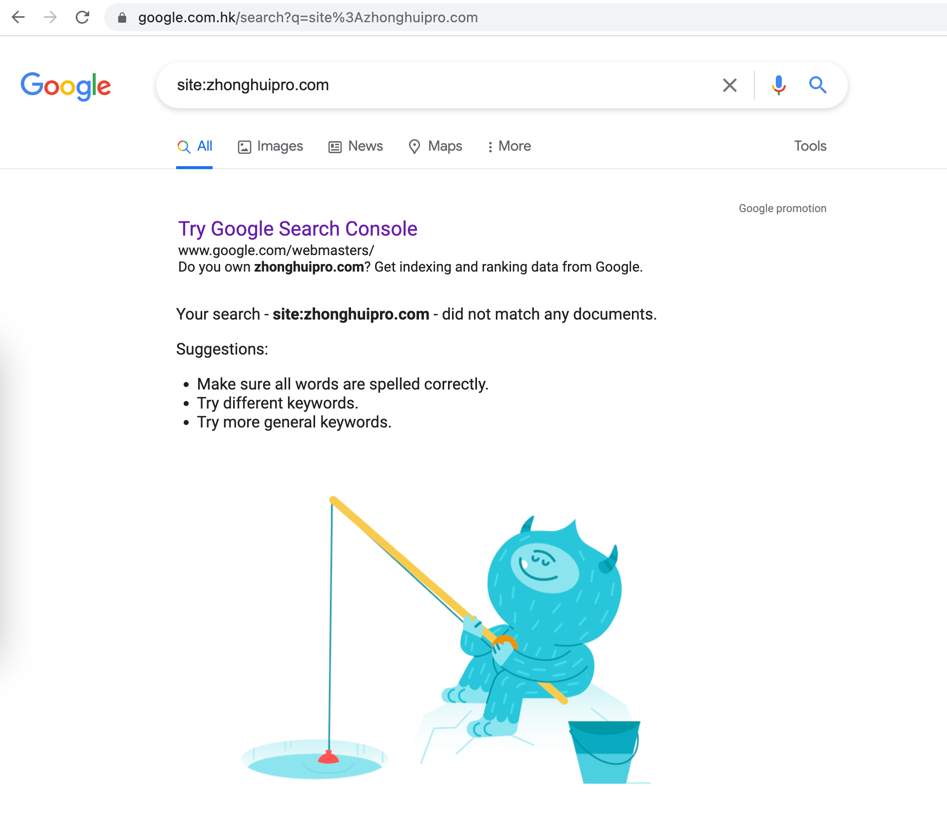 google.com.hk/search?q=site%3Azhonghuipro.com
Google
site:zhonghuipro.com
All Images News Maps More Tools
Google promotion
Try Google Search Console
www.google.com/webmasters/
Do you own zhonghuipro.com? Get indexing and ranking data from Google.
Your search - site:zhonghuipro.com - did not match any documents.
Suggestions:
Make sure all words are spelled correctly.
Try different keywords.
Try more general keywords.